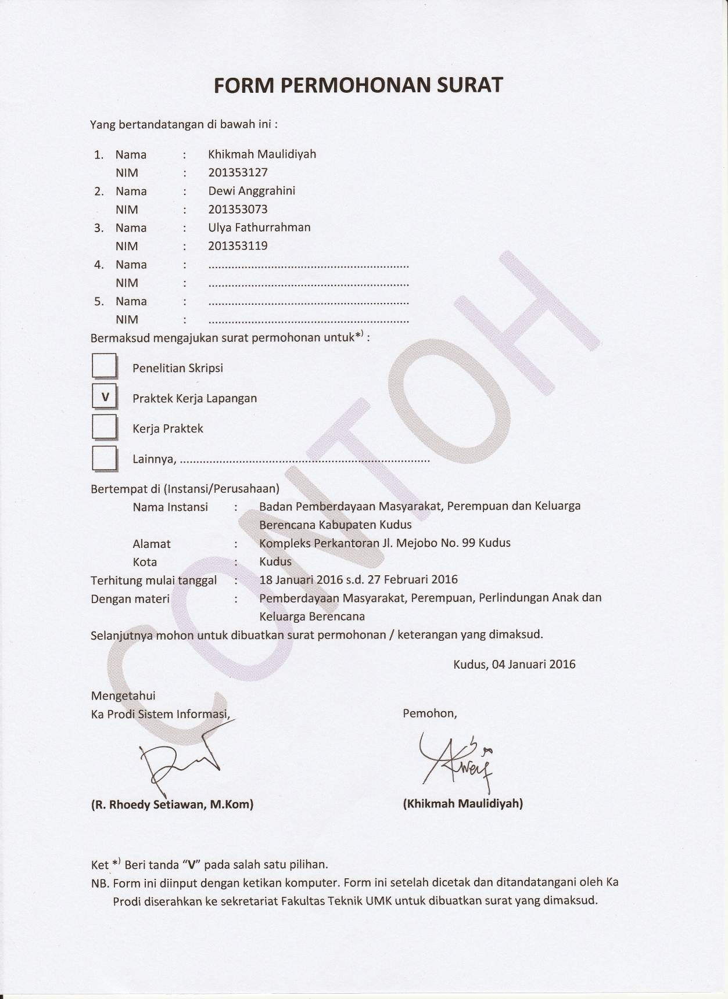 FORM PERMOHONAN SURAT
Yang bertandatangan di bawah ini :
1. Nama : Khikmah Maulidiyah
NIM : 201353127
2. Nama : Dewi Anggrahini
NIM : 201353073
3. Nama : Ulya Fathurrahman
NIM : 201353119
4. Nama : .............................................................
NIM : .............................................................
5. Nama : .............................................................
NIM : .............................................................
Bermaksud mengajukan surat permohonan untuk*) :
Penelitian Skripsi
V Praktek Kerja Lapangan
Kerja Praktek
Lainnya, ............................................................................
Bertempat di (Instansi/Perusahaan)
Nama Instansi : Badan Pemberdayaan Masyarakat, Perempuan dan Keluarga
Berencana Kabupaten Kudus
Alamat : Kompleks Perkantoran Jl. Mejobo No. 99 Kudus
Kota : Kudus
Terhitung mulai tanggal : 18 Januari 2016 s.d. 27 Februari 2016
Dengan materi : Pemberdayaan Masyarakat, Perempuan, Perlindungan Anak dan
Keluarga Berencana
Selanjutnya mohon untuk dibuatkan surat permohonan / keterangan yang dimaksud.
Kudus, 04 Januari 2016
Mengetahui
Ka Prodi Sistem Informasi, Pemohon,
(R. Rhoedy Setiawan, M.Kom) (Khikmah Maulidiyah)
Ket *) Beri tanda “V” pada salah satu pilihan.
NB. Form ini diinput dengan ketikan komputer. Form ini setelah dicetak dan ditandatangani oleh Ka
Prodi diserahkan ke sekretariat Fakultas Teknik UMK untuk dibuatkan surat yang dimaksud.
CONTOH